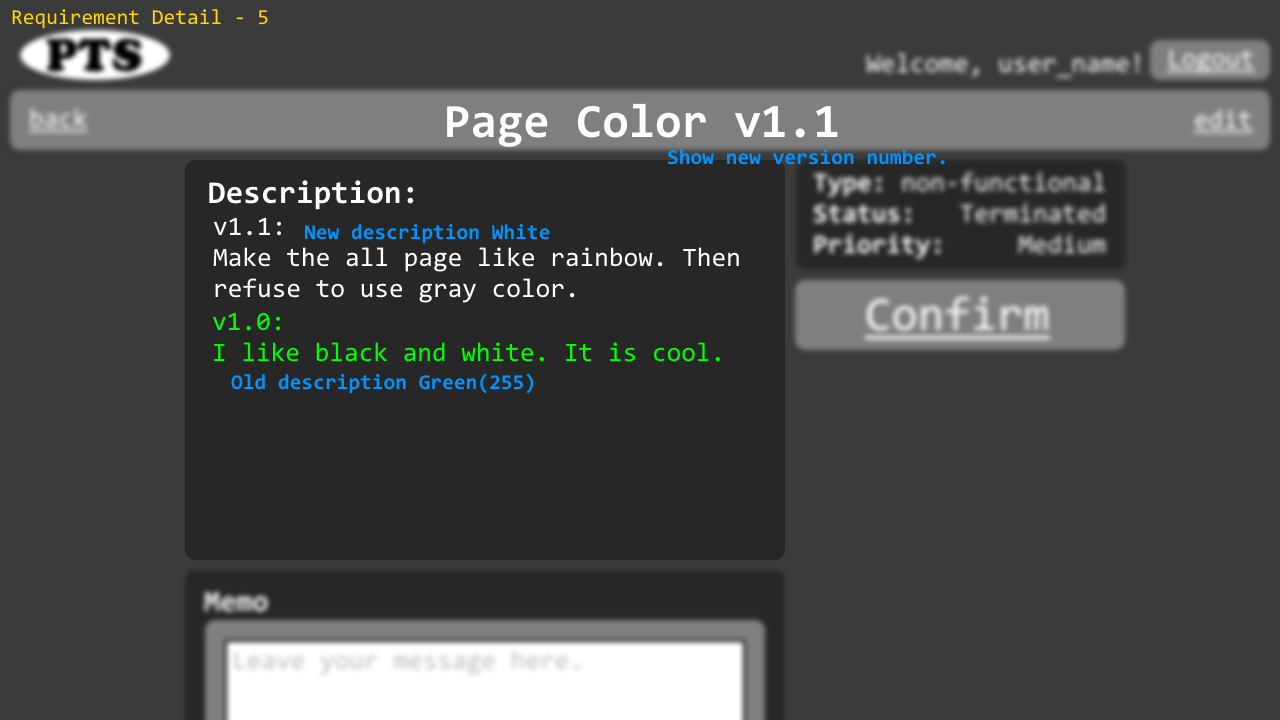 Requirement Detail - 5
PTS
Welcome, user_name!
Logout
back
Page Color v1.1
edit
Show new version number.
Description:
v1.1: New description White
Make the all page like rainbow. Then
refuse to use gray color.
v1.0:
I like black and white. It is cool.
Old description Green(255)
Type: non-functional
Status: Terminated
Priority: Medium
Confirm
Memo
Leave your message here.